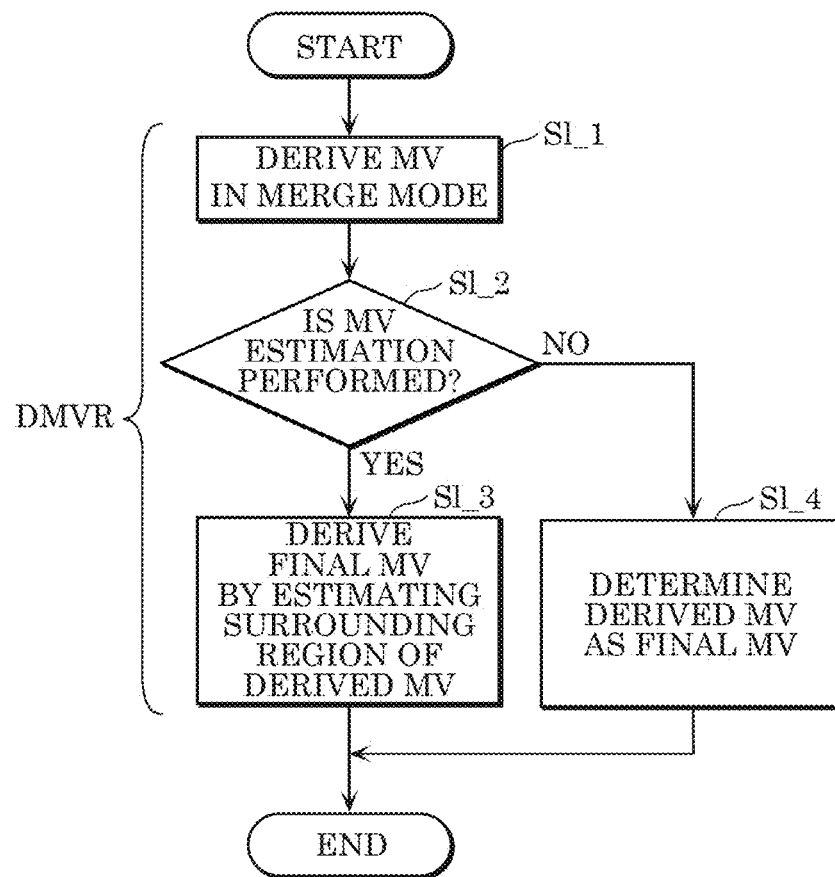 START
Sl_1
DERIVE MV
IN MERGE MODE
Sl_2
IS MV
ESTIMATION
PERFORMED?
NO
DMVR
YES
Sl_3
DERIVE
FINAL MV
BY ESTIMATING
SURROUNDING
REGION OF
DERIVED MV
Sl_4
DETERMINE
DERIVED MV
AS FINAL MV
END